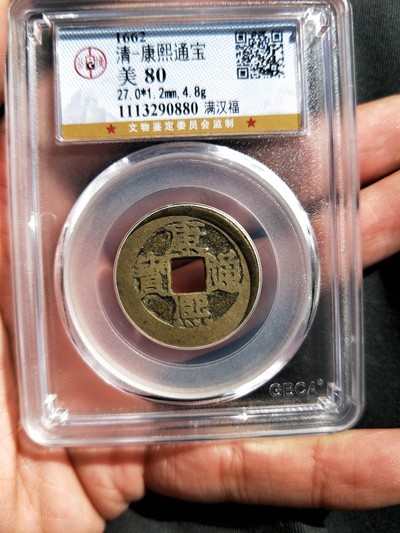 1662
清-康熙通宝
美 80
27.0*1.2mm,4.8g
1113290880 满汉福
★ 文物鉴定委员会监制 ★
康熙通寶
GBCA